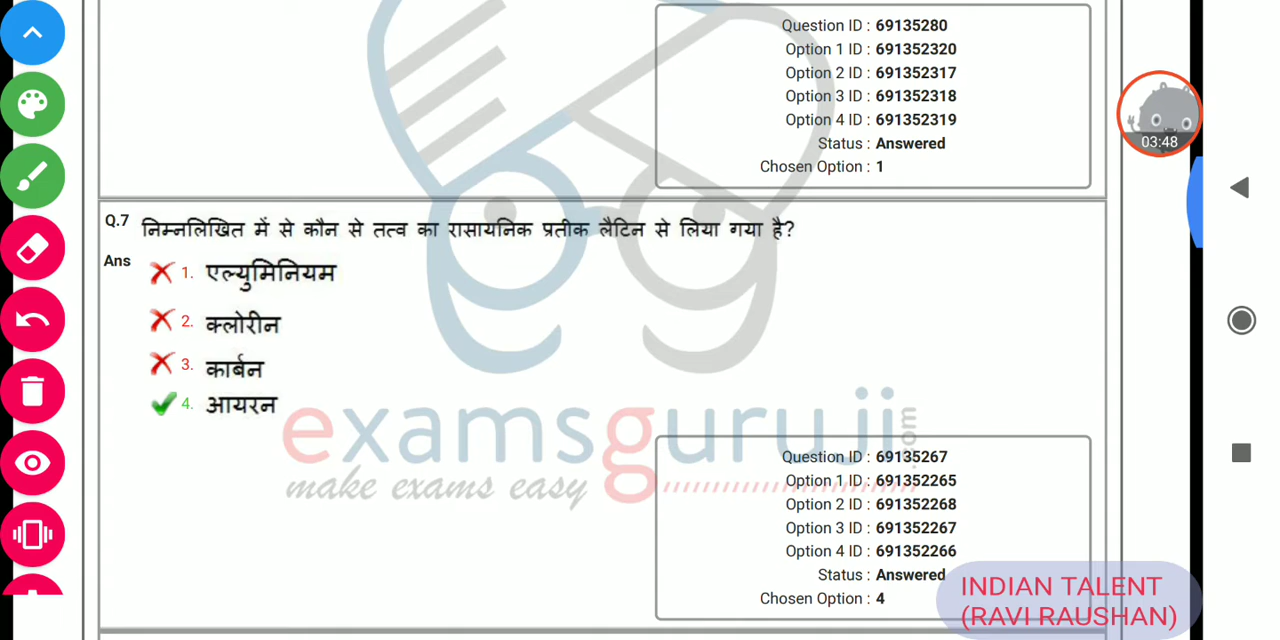 Question ID : 69135280
Option 1 ID : 691352320
Option 2 ID : 691352317
Option 3 ID : 691352318
Option 4 ID : 691352319
Status : Answered
Chosen Option : 1
03:48
Q.7 निम्नलिखित में से कौन से तत्व का रासायनिक प्रतीक लैटिन से लिया गया है?
Ans 1. एल्युमिनियम
2. क्लोरीन
3. कार्बन
4. आयरन
examsguruji.com
make exams easy
Question ID : 69135267
Option 1 ID : 691352265
Option 2 ID : 691352268
Option 3 ID : 691352267
Option 4 ID : 691352266
Status : Answered
Chosen Option : 4
INDIAN TALENT
(RAVI RAUSHAN)